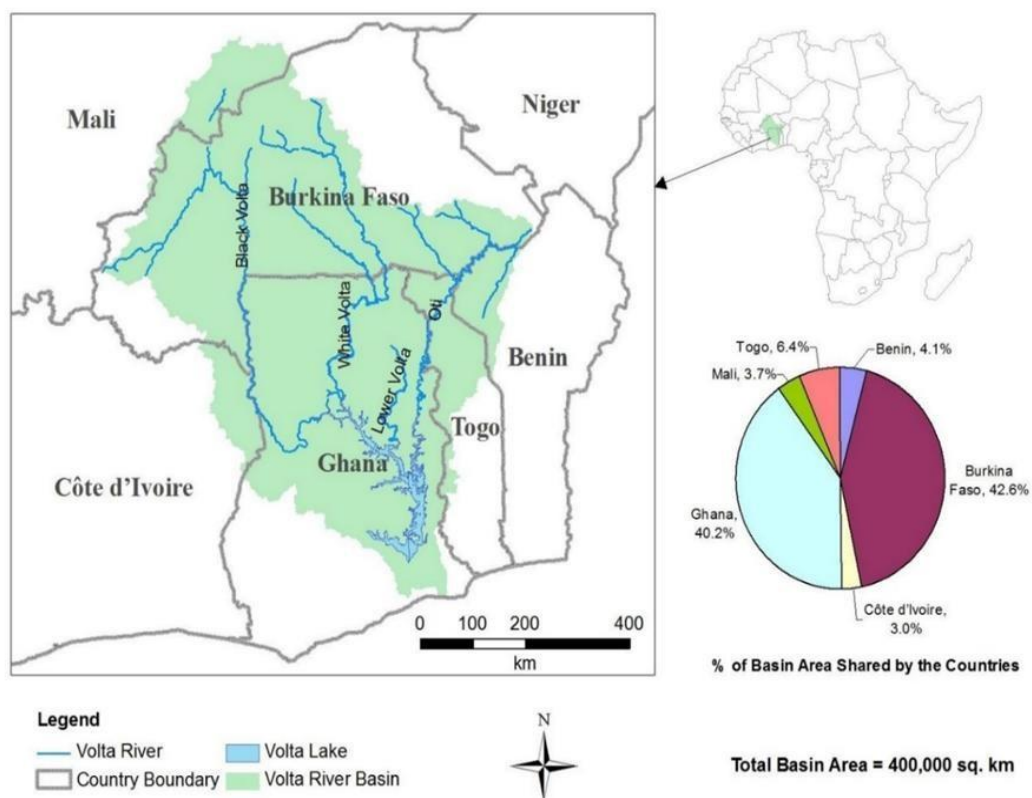 Mali
Niger
Burkina Faso
Black Volta
White Volta
Oti
Lower Volta
Benin
Togo
Ghana
Côte d'Ivoire
0 100 200 400
km
Togo, 6.4%
Benin, 4.1%
Mali, 3.7%
Burkina
Faso, 42.6%
Ghana,
40.2%
Côte d'Ivoire,
3.0%
% of Basin Area Shared by the Countries
Legend
Volta River
Volta Lake
Country Boundary
Volta River Basin
N
Total Basin Area = 400,000 sq. km